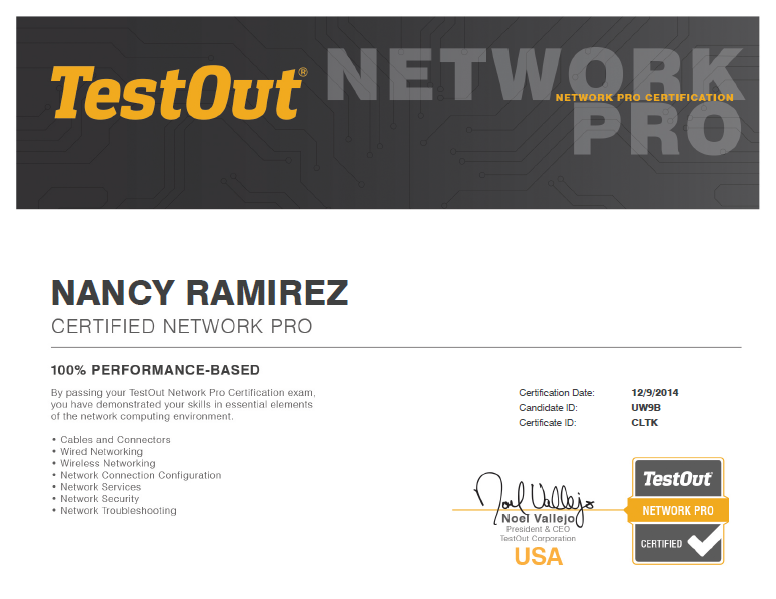 TestOut®
NETWORK
NETWORK PRO CERTIFICATION
PRO
NANCY RAMIREZ
CERTIFIED NETWORK PRO
100% PERFORMANCE-BASED
By passing your TestOut Network Pro Certification exam,
you have demonstrated your skills in essential elements
of the network computing environment.
• Cables and Connectors
• Wired Networking
• Wireless Networking
• Network Connection Configuration
• Network Services
• Network Security
• Network Troubleshooting
Certification Date: 12/9/2014
Candidate ID: UW9B
Certificate ID: CLTK
Noel Vallejo
Noel Vallejo
President & CEO
TestOut Corporation
USA
TestOut
NETWORK PRO
CERTIFIED